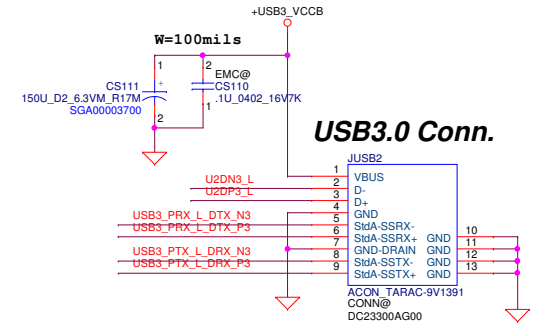 +USB3_VCCB
W=100mils
1
2
EMC@
CS111
+
CS110
150U_D2_6.3VM_R17M
.1U_0402_16V7K
SGA00003700
1
2
USB3.0 Conn.
JUSB2
1 VBUS
U2DN3_L 2 D-
U2DP3_L 3 D+
4 GND
USB3_PRX_L_DTX_N3 5 StdA-SSRX-
USB3_PRX_L_DTX_P3 6 StdA-SSRX+ GND 10
7 GND-DRAIN GND 11
USB3_PTX_L_DRX_N3 8 StdA-SSTX- GND 12
USB3_PTX_L_DRX_P3 9 StdA-SSTX+ GND 13
ACON_TARAC-9V1391
CONN@
DC23300AG00